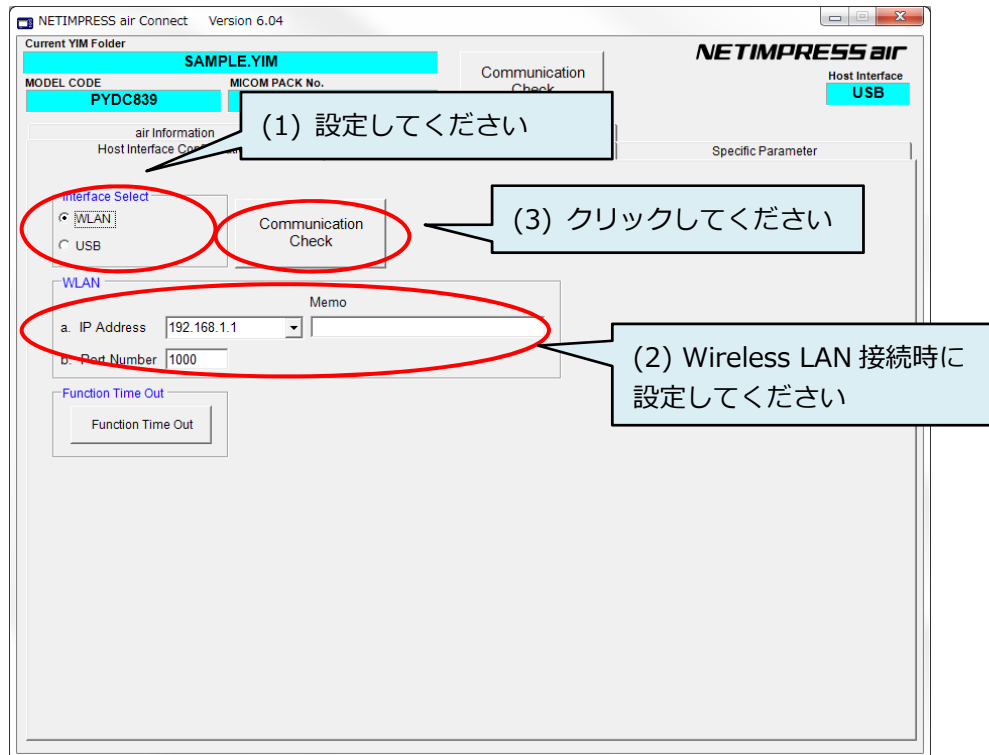 NETIMPRESS air Connect Version 6.04
Current YIM Folder
SAMPLE.YIM
MODEL CODE
MICOM PACK No.
PYDC839
Communication
Check
NETIMPRESS air
Host Interface
USB
(1) 設定してください
air Information
Host Interface
Specific Parameter
Interface Select
WLAN
USB
Communication
Check
(3) クリックしてください
WLAN
Memo
a. IP Address 192.168.1.1
b. Port Number 1000
(2) Wireless LAN 接続時に
設定してください
Function Time Out
Function Time Out